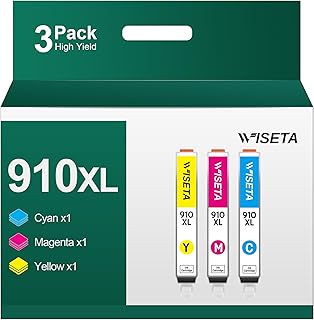 3 Pack
High Yield
WISETA
910XL
Cyan x1
Magenta x1
Yellow x1
910
XL
Y
910
XL
M
910
XL
C